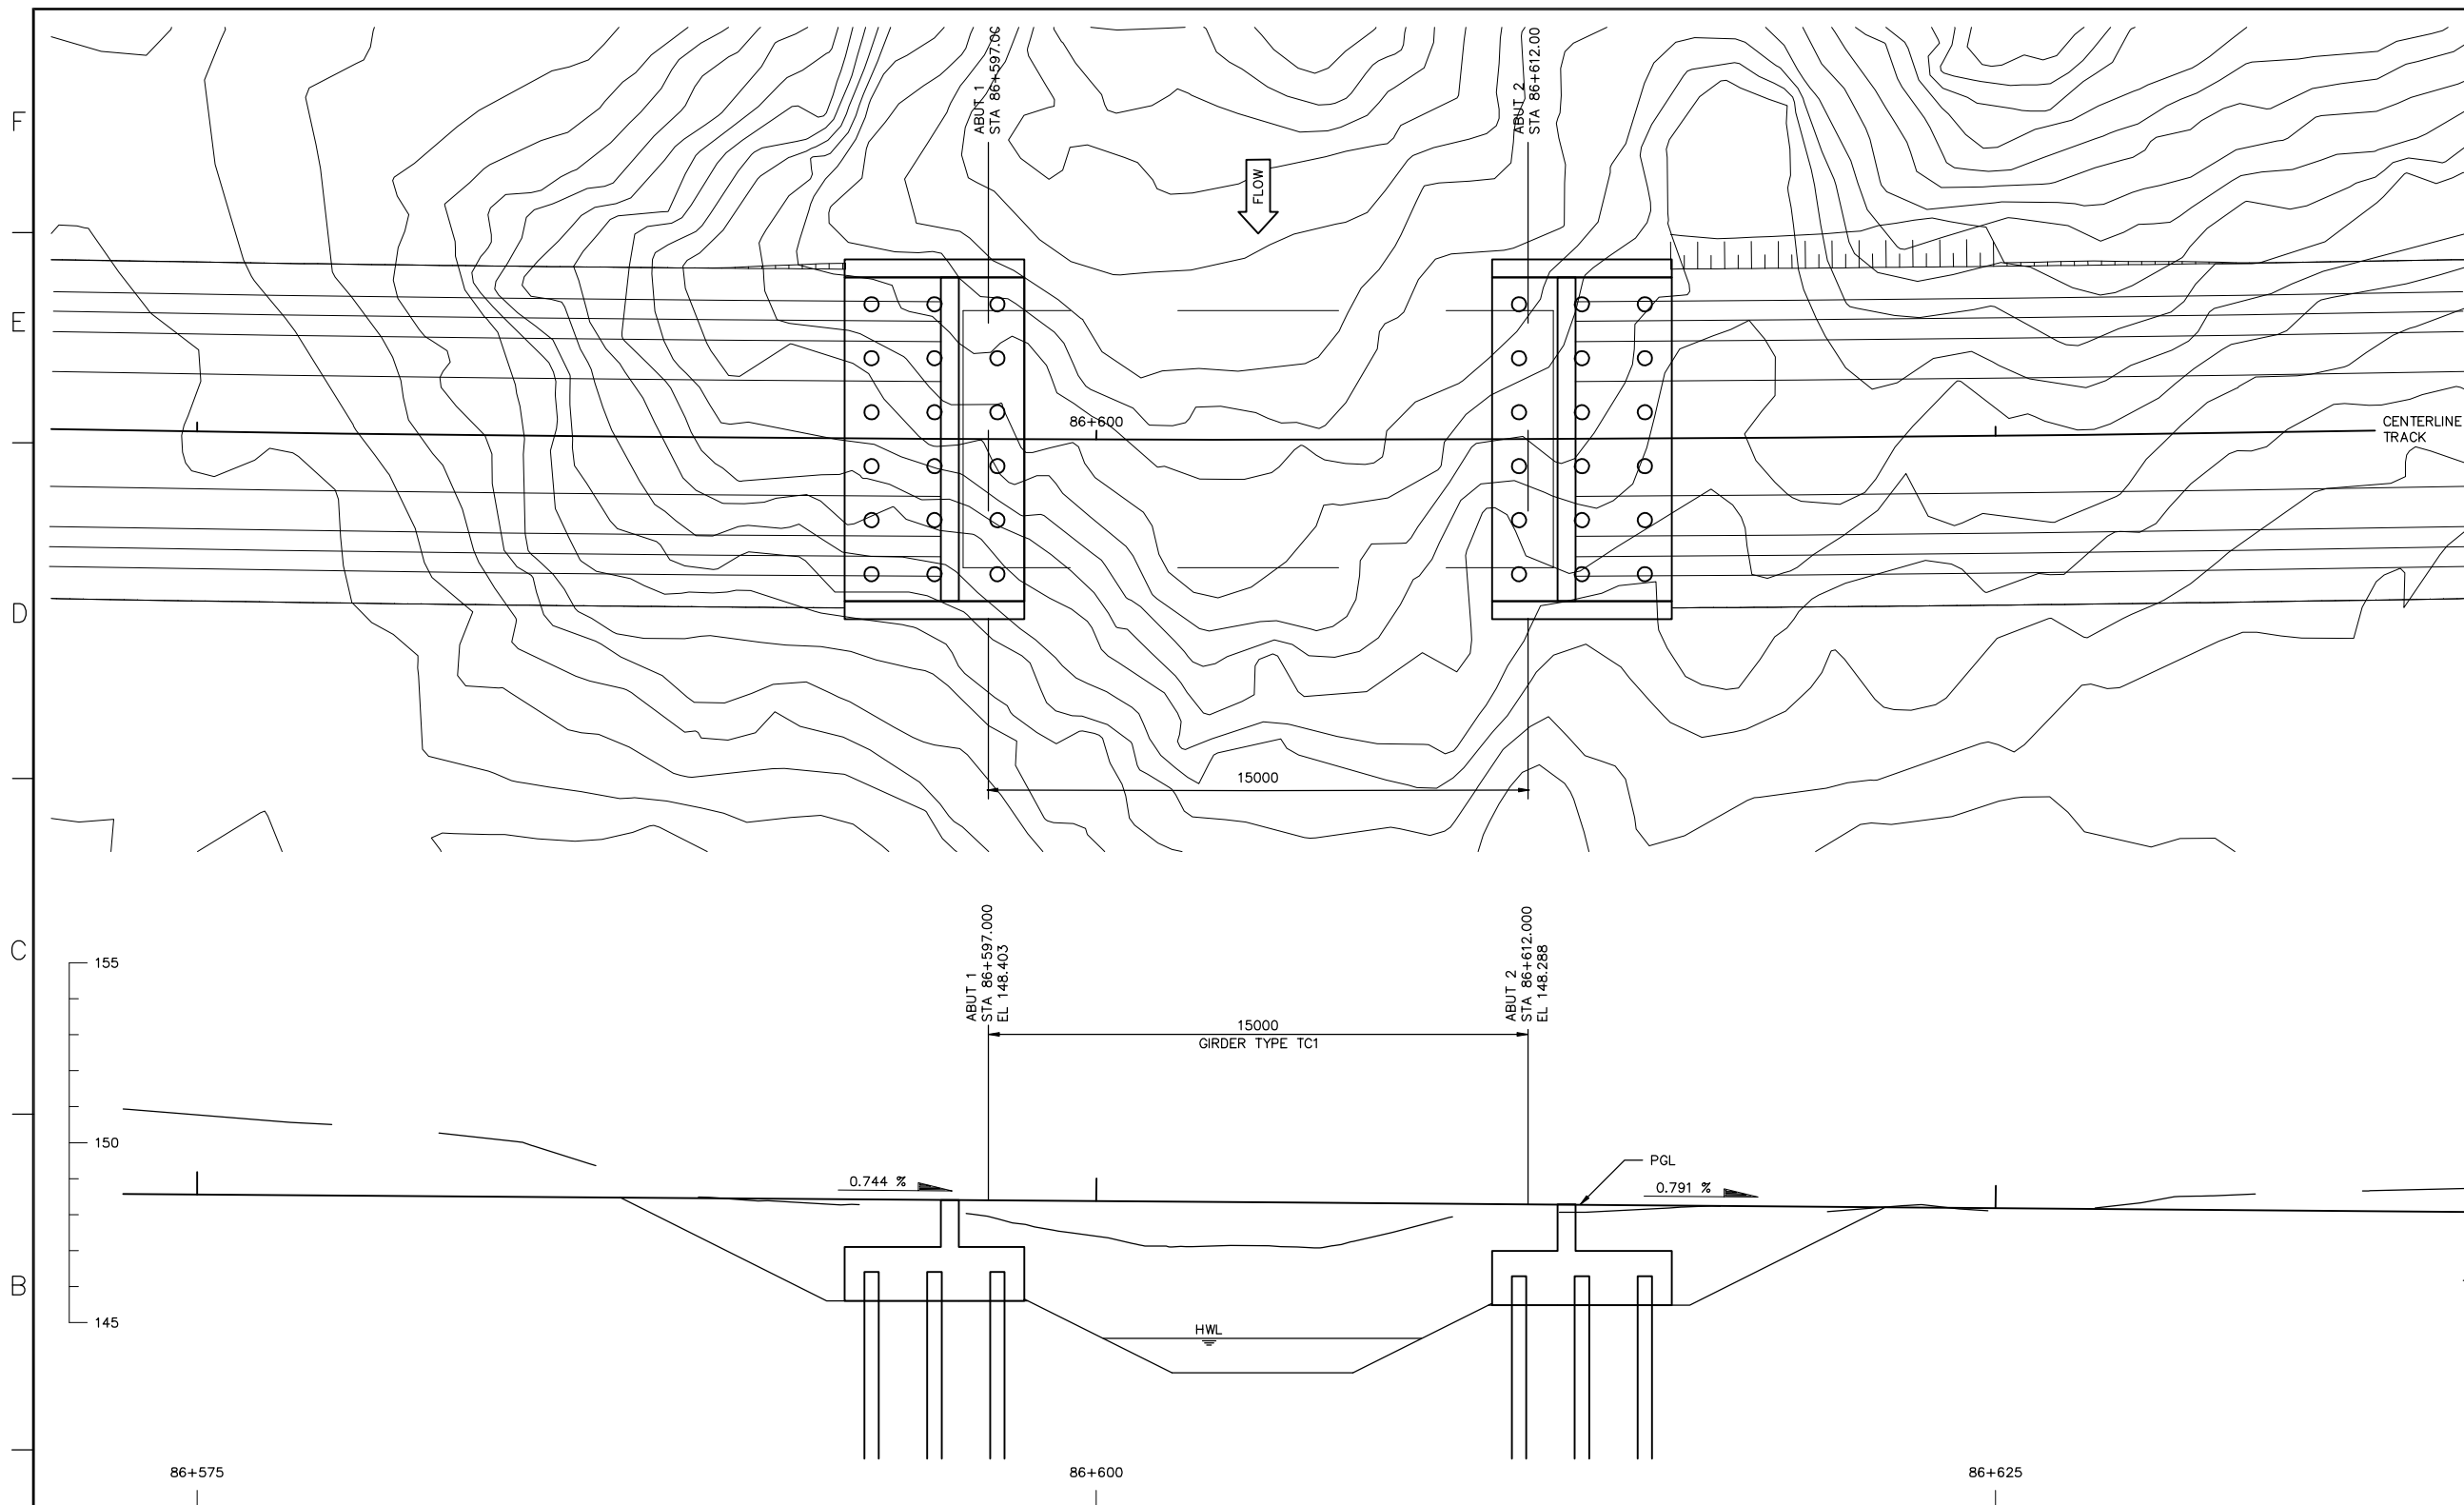 F
E
D
C
B
ABUT 1
STA 86+597.00
ABUT 2
STA 86+612.00
FLOW
86+600
CENTERLINE
TRACK
15000
ABUT 1
STA 86+597.000
EL 148.403
ABUT 2
STA 86+612.000
EL 148.288
155
150
145
15000
GIRDER TYPE TC1
0.744 %
PGL
0.791 %
HWL
86+575
86+600
86+625